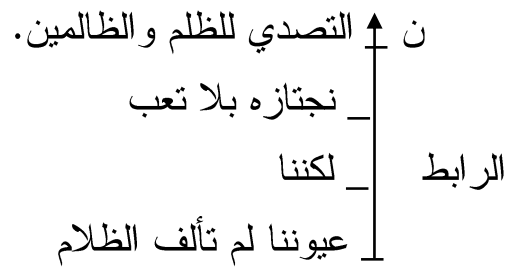 ن التصدي للظلم والظالمين.
نجتازه بلا تعب
الرابط لكننا
عيوننا لم تألف الظلام